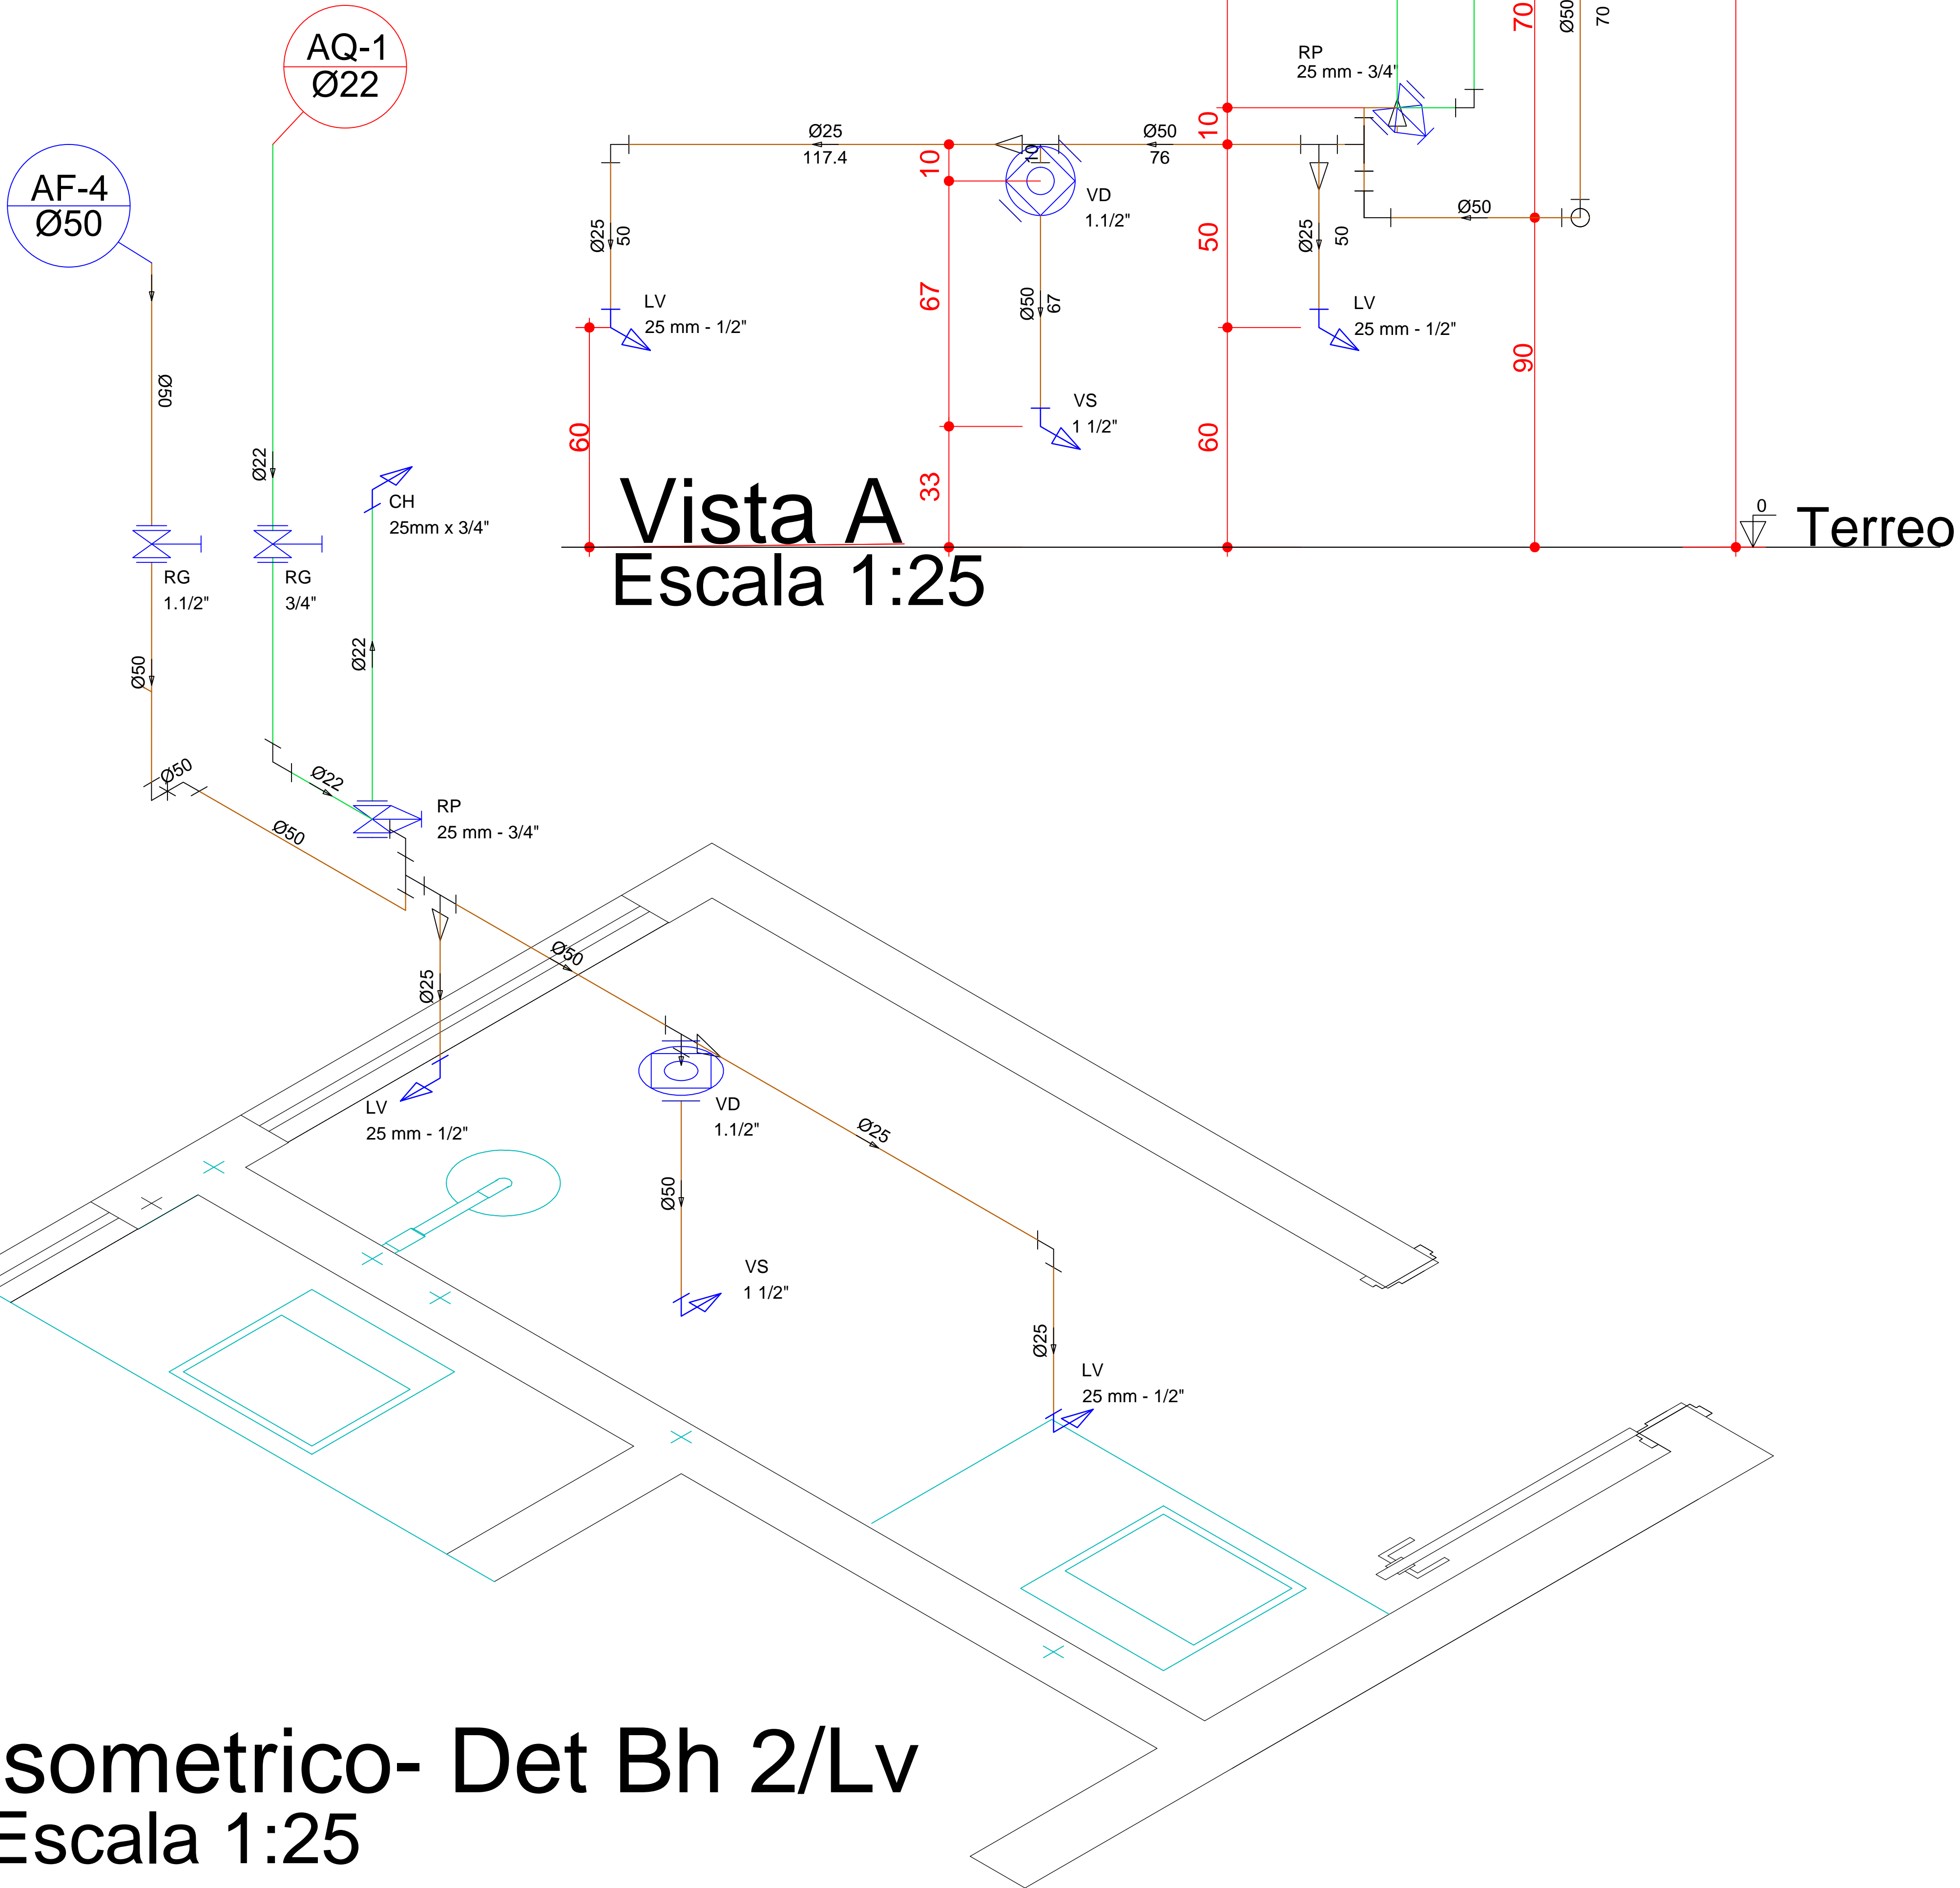 AQ-1
Ø22
AF-4
Ø50
Ø50
Ø22
RG
1.1/2"
RG
3/4"
CH
25mm x 3/4"
Ø50
Ø22
Ø50
Ø22
Ø50
RP
25 mm - 3/4"
70
Ø50
70
RP
25 mm - 3/4"
10
Ø25
117.4
10
10
Ø50
76
VD
1.1/2"
Ø50
Ø25
50
50
Ø25
50
LV
25 mm - 1/2"
67
Ø50
67
LV
25 mm - 1/2"
90
VS
1 1/2"
60
60
33
Vista A
Escala 1:25
0
Terreo
Ø50
Ø25
LV
25 mm - 1/2"
VD
1.1/2"
Ø25
Ø50
VS
1 1/2"
Ø25
LV
25 mm - 1/2"
sometrico- Det Bh 2/Lv
Escala 1:25